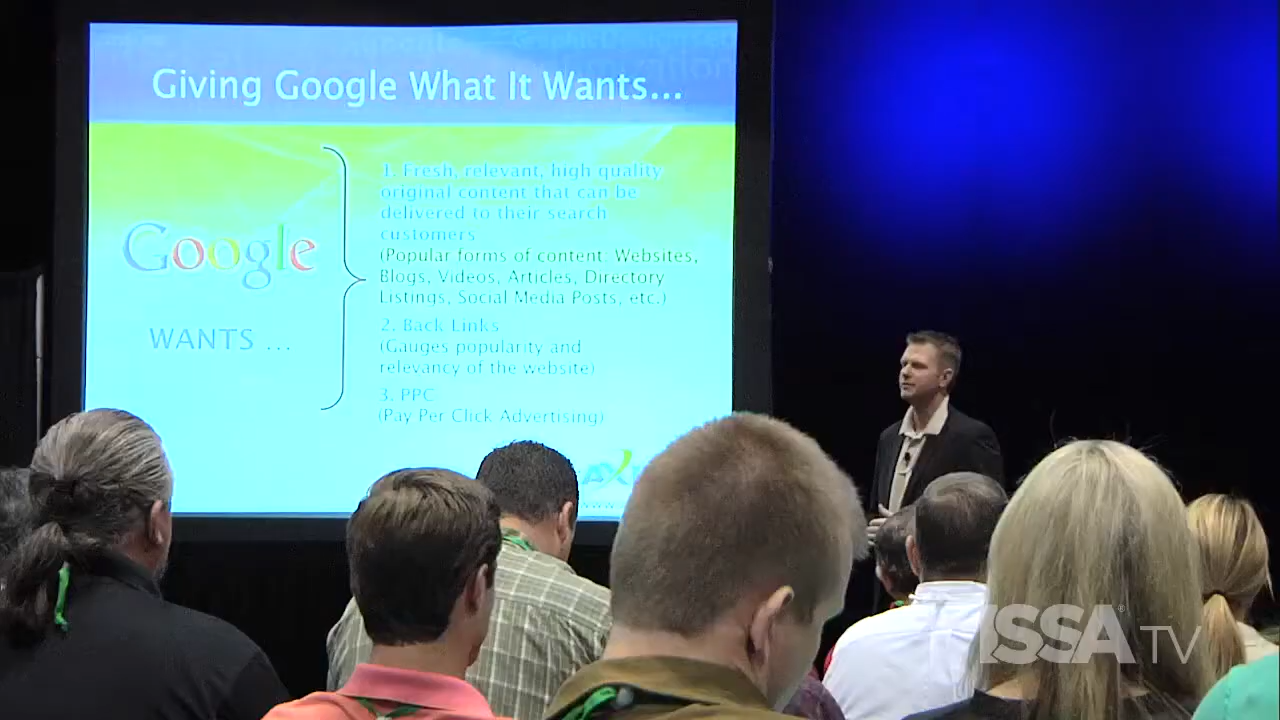 Giving Google What It Wants...
1. Fresh, relevant, high quality
original content that can be
delivered to their search
customers
(Popular forms of content: Websites,
Blogs, Videos, Articles, Directory
Listings, Social Media Posts, etc.)
Google
WANTS ...
2. Back Links
(Gauges popularity and
relevancy of the website)
3. PPC
(Pay Per Click Advertising)
ISSA® TV